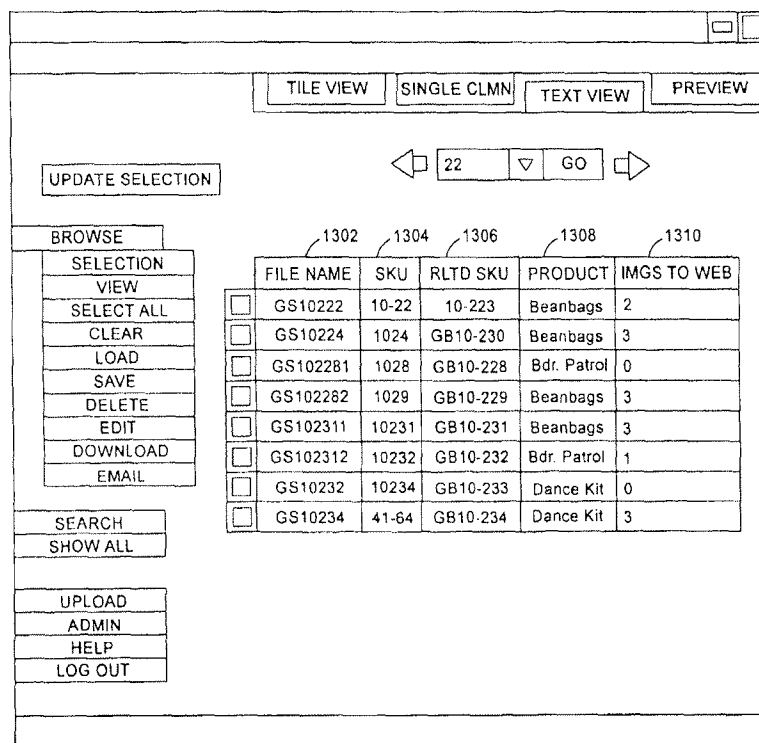 TILE VIEW SINGLE CLMN TEXT VIEW PREVIEW
22 GO
UPDATE SELECTION
BROWSE
SELECTION
VIEW
SELECT ALL
CLEAR
LOAD
SAVE
DELETE
EDIT
DOWNLOAD
EMAIL
SEARCH
SHOW ALL
UPLOAD
ADMIN
HELP
LOG OUT
1302 1304 1306 1308 1310
FILE NAME SKU RLTD SKU PRODUCT IMGS TO WEB
GS10222 10-22 10-223 Beanbags 2
GS10224 1024 GB10-230 Beanbags 3
GS102281 1028 GB10-228 Bdr. Patrol 0
GS102282 1029 GB10-229 Beanbags 3
GS102311 10231 GB10-231 Beanbags 3
GS102312 10232 GB10-232 Bdr. Patrol 1
GS10232 10234 GB10-233 Dance Kit 0
GS10234 41-64 GB10-234 Dance Kit 3